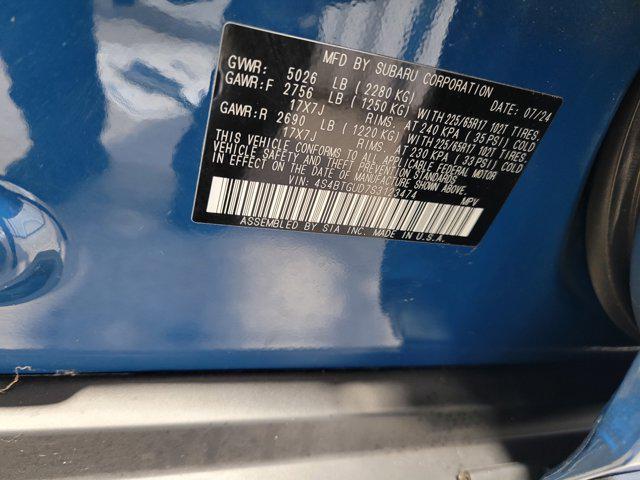 MFD BY SUBARU CORPORATION
DATE: 07/24
GVWR: 5026 LB (2280 KG)
GAWR:F 2756 LB (1250 KG) WITH 225/65R17 102T TIRES,
17X7J RIMS, AT 240 KPA (35 PSI) COLD
GAWR:R 2690 LB (1220 KG) WITH 225/65R17 102T TIRES,
17X7J RIMS, AT 230 KPA (33 PSI) COLD
THIS VEHICLE CONFORMS TO ALL APPLICABLE FEDERAL MOTOR
VEHICLE SAFETY AND THEFT PREVENTION STANDARDS
IN EFFECT ON THE DATE OF MANUFACTURE SHOWN ABOVE.
VIN: 4S4BTGUD7S3123474 MPV
ASSEMBLED BY SIA INC. MADE IN U.S.A.